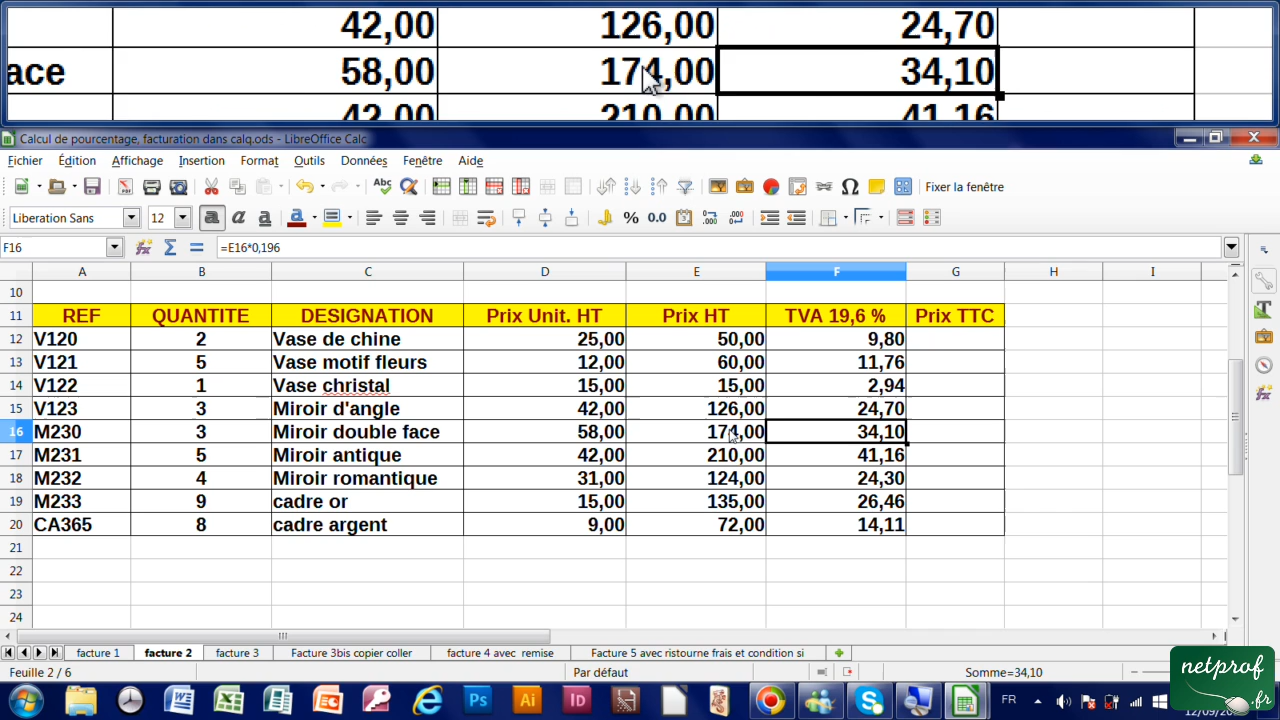 42,00 126,00 24,70
ace 58,00 174,00 34,10
42,00 210,00 41,16
Calcul de pourcentage, facturation dans calq.ods - LibreOffice Calc
Fichier Édition Affichage Insertion Format Outils Données Fenêtre Aide
Fixer la fenêtre
Liberation Sans 12
F16 =E16*0,196
A B C D E F G H I
10
11 REF QUANTITE DESIGNATION Prix Unit. HT Prix HT TVA 19,6 % Prix TTC
12 V120 2 Vase de chine 25,00 50,00 9,80
13 V121 5 Vase motif fleurs 12,00 60,00 11,76
14 V122 1 Vase christal 15,00 15,00 2,94
15 V123 3 Miroir d'angle 42,00 126,00 24,70
16 M230 3 Miroir double face 58,00 174,00 34,10
17 M231 5 Miroir antique 42,00 210,00 41,16
18 M232 4 Miroir romantique 31,00 124,00 24,30
19 M233 9 cadre or 15,00 135,00 26,46
20 CA365 8 cadre argent 9,00 72,00 14,11
21
22
23
24
facture 1 facture 2 facture 3 Facture 3bis copier coller facture 4 avec remise Facture 5 avec ristourne frais et condition si
Feuille 2 / 6 Par défaut Somme=34,10
netprof
.fr
Ps Ai Id FR